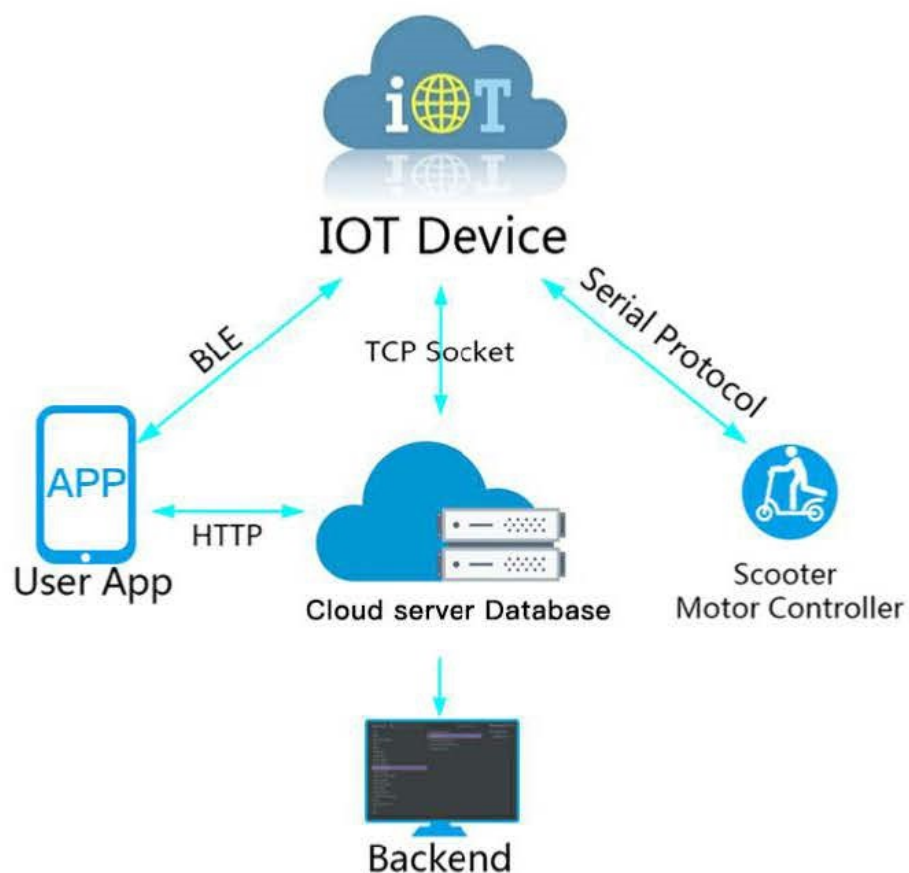 iOT
IOT Device
BLE
TCP Socket
Serial Protocol
APP
HTTP
User App
Cloud server Database
Scooter
Motor Controller
Backend